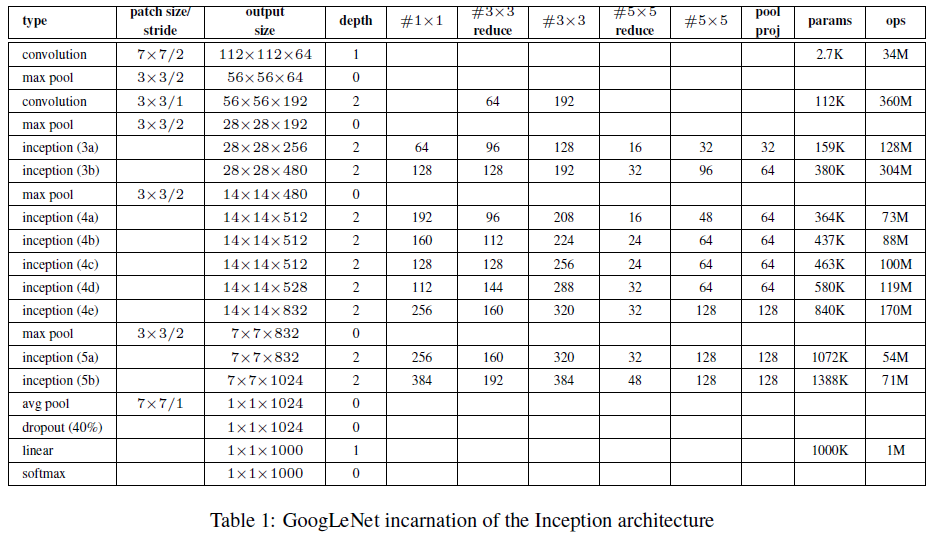 type patch size/ stride output size depth #1×1 #3×3 reduce #3×3 #5×5 reduce #5×5 pool proj params ops
convolution 7×7/2 112×112×64 1 2.7K 34M
max pool 3×3/2 56×56×64 0
convolution 3×3/1 56×56×192 2 64 192 112K 360M
max pool 3×3/2 28×28×192 0
inception (3a) 28×28×256 2 64 96 128 16 32 32 159K 128M
inception (3b) 28×28×480 2 128 128 192 32 96 64 380K 304M
max pool 3×3/2 14×14×480 0
inception (4a) 14×14×512 2 192 96 208 16 48 64 364K 73M
inception (4b) 14×14×512 2 160 112 224 24 64 64 437K 88M
inception (4c) 14×14×512 2 128 128 256 24 64 64 463K 100M
inception (4d) 14×14×528 2 112 144 288 32 64 64 580K 119M
inception (4e) 14×14×832 2 256 160 320 32 128 128 840K 170M
max pool 3×3/2 7×7×832 0
inception (5a) 7×7×832 2 256 160 320 32 128 128 1072K 54M
inception (5b) 7×7×1024 2 384 192 384 48 128 128 1388K 71M
avg pool 7×7/1 1×1×1024 0
dropout (40%) 1×1×1024 0
linear 1×1×1000 1 1000K 1M
softmax 1×1×1000 0
Table 1: GoogLeNet incarnation of the Inception architecture